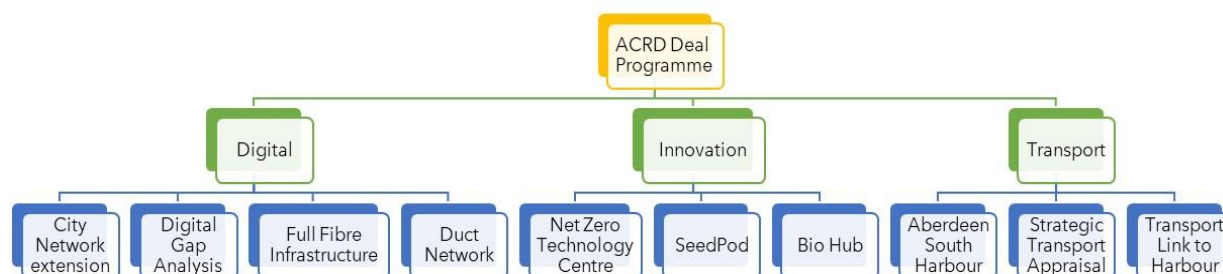 ACRD Deal
Programme
Digital
Innovation
Transport
City
Network
extension
Digital
Gap
Analysis
Full Fibre
Infrastructure
Duct
Network
Net Zero
Technology
Centre
SeedPod
Bio Hub
Aberdeen
South
Harbour
Strategic
Transport
Appraisal
Transport
Link to
Harbour